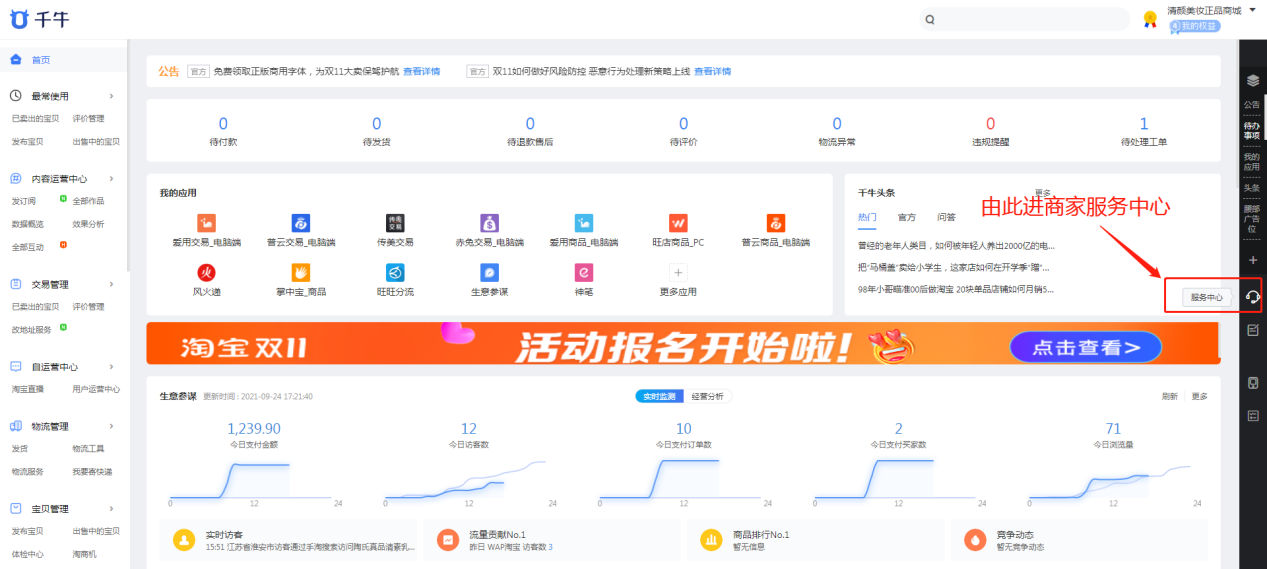 千牛
清颜美妆正品商城
我的权益
首页
最常使用
已卖出的宝贝 评价管理
发布宝贝 出售中的宝贝
内容运营中心
发订阅 全部作品
数据概览 效果分析
全部互动
交易管理
已卖出的宝贝 评价管理
改地址服务
自运营中心
淘宝直播 用户运营中心
物流管理
发货 物流工具
物流服务 我要寄快递
宝贝管理
发布宝贝 出售中的宝贝
体检中心 淘商机
公告 官方 免费领取正版商用字体，为双11大卖保驾护航 查看详情 官方 双11如何做好风险防控 恶意行为处理新策略上线 查看详情
0 0 0 0 0 0 1
待付款 待发货 待退款售后 待评价 物流异常 违规提醒 待处理工单
我的应用
传美
交易
爱用交易_电脑端 普云交易_电脑端 传美交易 赤兔交易_电脑端 爱用商品_电脑端 旺店商品_PC 普云商品_电脑端
火
风火递 掌中宝_商品 旺旺分流 生意参谋 神笔 更多应用
千牛头条 更多
热门 官方 问答
曾经的老年人类目，如何被年轻人养出2000亿的电...
把“马桶盖”卖给小学生，这家店如何在开学季“蹭”...
98年小哥瞄准00后做淘宝 20块单品店铺如何月销5...
由此进商家服务中心
服务中心
公告
待办
事项
我的
应用
头条
腰部
广告
位
淘宝双11 活动报名开始啦! 点击查看>
生意参谋 更新时间 : 2021-09-24 17:21:40 实时监测 经营分析 刷新 更多
1,239.90 12 10 2 71
今日支付金额 今日访客数 今日支付订单数 今日支付买家数 今日浏览量
0 12 24 0 12 24 0 12 24 0 12 24 0 12 24
实时访客 流量贡献No.1 商品排行No.1 竞争动态
15:51 江苏省淮安市访客通过手淘搜索访问陶氏真品清素乳... 昨日 WAP淘宝 访客数 3 暂无信息 暂无竞争动态